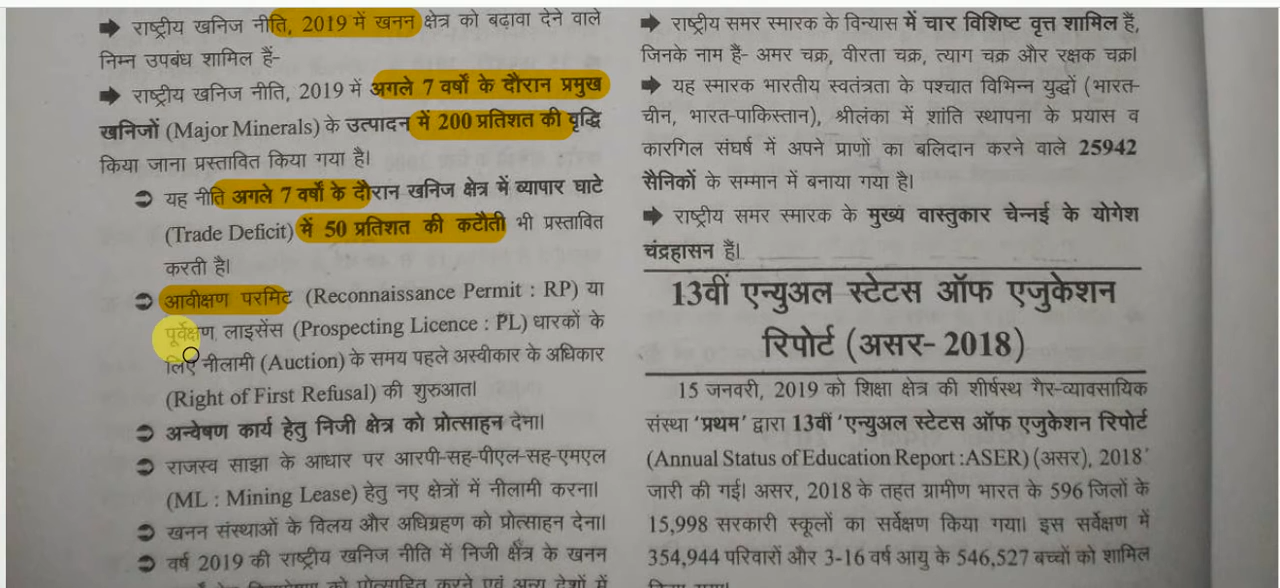 ➡ राष्ट्रीय खनिज नीति, 2019 में खनन क्षेत्र को बढ़ावा देने वाले
निम्न उपबंध शामिल हैं-
➡ राष्ट्रीय खनिज नीति, 2019 में अगले 7 वर्षों के दौरान प्रमुख
खनिजों (Major Minerals) के उत्पादन में 200 प्रतिशत की वृद्धि
किया जाना प्रस्तावित किया गया है।
➲ यह नीति अगले 7 वर्षों के दौरान खनिज क्षेत्र में व्यापार घाटे
(Trade Deficit) में 50 प्रतिशत की कटौती भी प्रस्तावित
करती है।
➲ आवीक्षण परमिट (Reconnaissance Permit : RP) या
पूर्वेक्षण लाइसेंस (Prospecting Licence : PL) धारकों के
लिए नीलामी (Auction) के समय पहले अस्वीकार के अधिकार
(Right of First Refusal) की शुरुआत।
➲ अन्वेषण कार्य हेतु निजी क्षेत्र को प्रोत्साहन देना।
➲ राजस्व साझा के आधार पर आरपी-सह-पीएल-सह-एमएल
(ML : Mining Lease) हेतु नए क्षेत्रों में नीलामी करना।
➲ खनन संस्थाओं के विलय और अधिग्रहण को प्रोत्साहन देना।
➲ वर्ष 2019 की राष्ट्रीय खनिज नीति में निजी क्षेत्र के खनन
को प्रोत्साहित करने एवं अन्य देशों में
➡ राष्ट्रीय समर स्मारक के विन्यास में चार विशिष्ट वृत्त शामिल हैं,
जिनके नाम हैं- अमर चक्र, वीरता चक्र, त्याग चक्र और रक्षक चक्र।
➡ यह स्मारक भारतीय स्वतंत्रता के पश्चात विभिन्न युद्धों (भारत-
चीन, भारत-पाकिस्तान), श्रीलंका में शांति स्थापना के प्रयास व
कारगिल संघर्ष में अपने प्राणों का बलिदान करने वाले 25942
सैनिकों के सम्मान में बनाया गया है।
➡ राष्ट्रीय समर स्मारक के मुख्य वास्तुकार चेन्नई के योगेश
चंद्रहासन हैं।
13वीं एन्युअल स्टेटस ऑफ एजुकेशन
रिपोर्ट (असर- 2018)
15 जनवरी, 2019 को शिक्षा क्षेत्र की शीर्षस्थ गैर-व्यावसायिक
संस्था 'प्रथम' द्वारा 13वीं 'एन्युअल स्टेटस ऑफ एजुकेशन रिपोर्ट
(Annual Status of Education Report :ASER) (असर), 2018'
जारी की गई। असर, 2018 के तहत ग्रामीण भारत के 596 जिलों के
15,998 सरकारी स्कूलों का सर्वेक्षण किया गया। इस सर्वेक्षण में
354,944 परिवारों और 3-16 वर्ष आयु के 546,527 बच्चों को शामिल